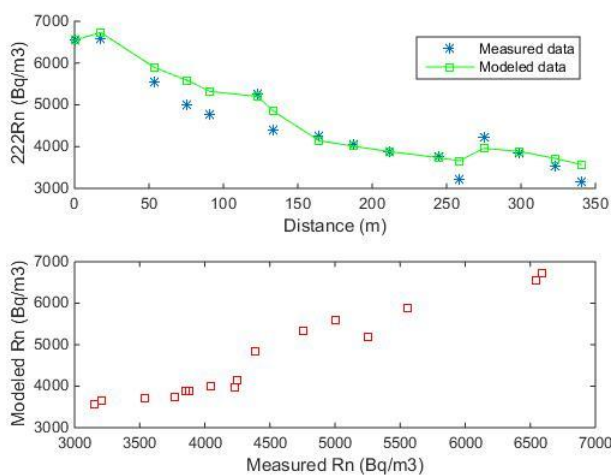 7000
6000
5000
4000
3000
222Rn (Bq/m3)
Measured data
Modeled data
0 50 100 150 200 250 300 350
Distance (m)
7000
6000
5000
4000
3000
Modeled Rn (Bq/m3)
3000 3500 4000 4500 5000 5500 6000 6500 7000
Measured Rn (Bq/m3)